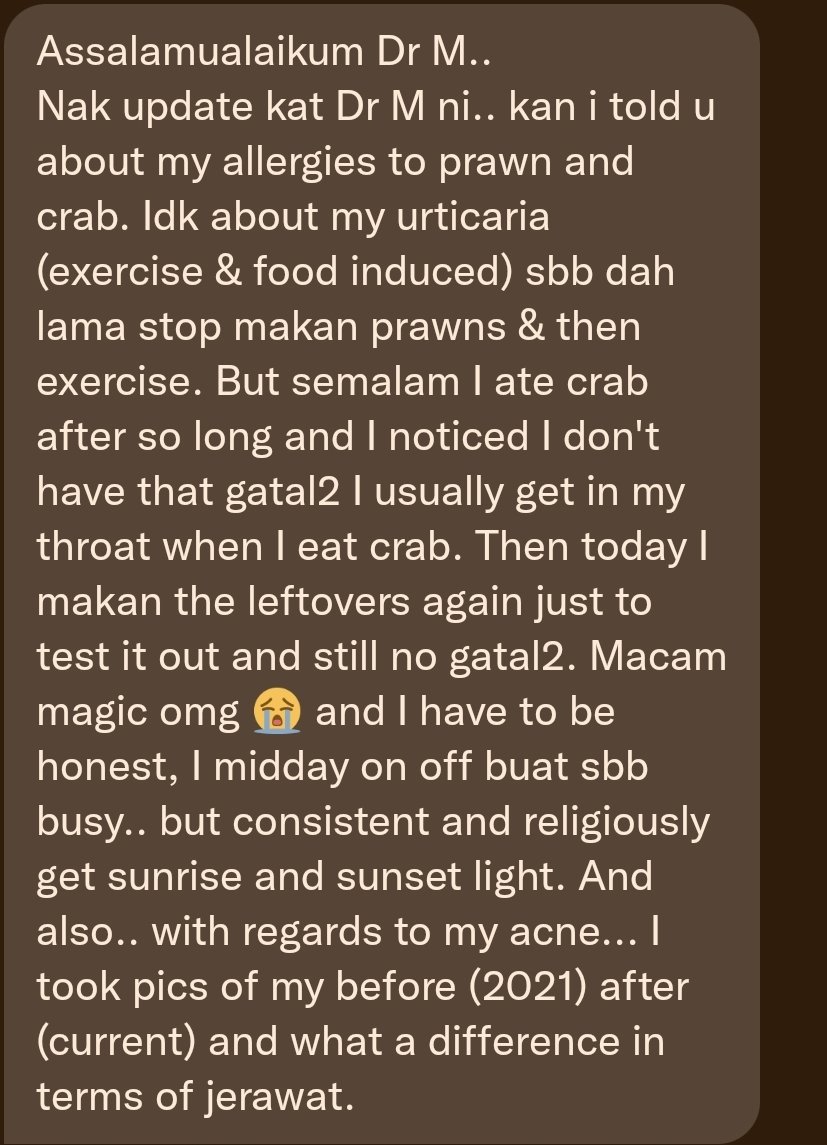 Assalamualaikum Dr M..
Nak update kat Dr M ni.. kan i told u
about my allergies to prawn and
crab. Idk about my urticaria
(exercise & food induced) sbb dah
lama stop makan prawns & then
exercise. But semalam I ate crab
after so long and I noticed I don't
have that gatal2 I usually get in my
throat when I eat crab. Then today I
makan the leftovers again just to
test it out and still no gatal2. Macam
magic omg 😭 and I have to be
honest, I midday on off buat sbb
busy.. but consistent and religiously
get sunrise and sunset light. And
also.. with regards to my acne... I
took pics of my before (2021) after
(current) and what a difference in
terms of jerawat.